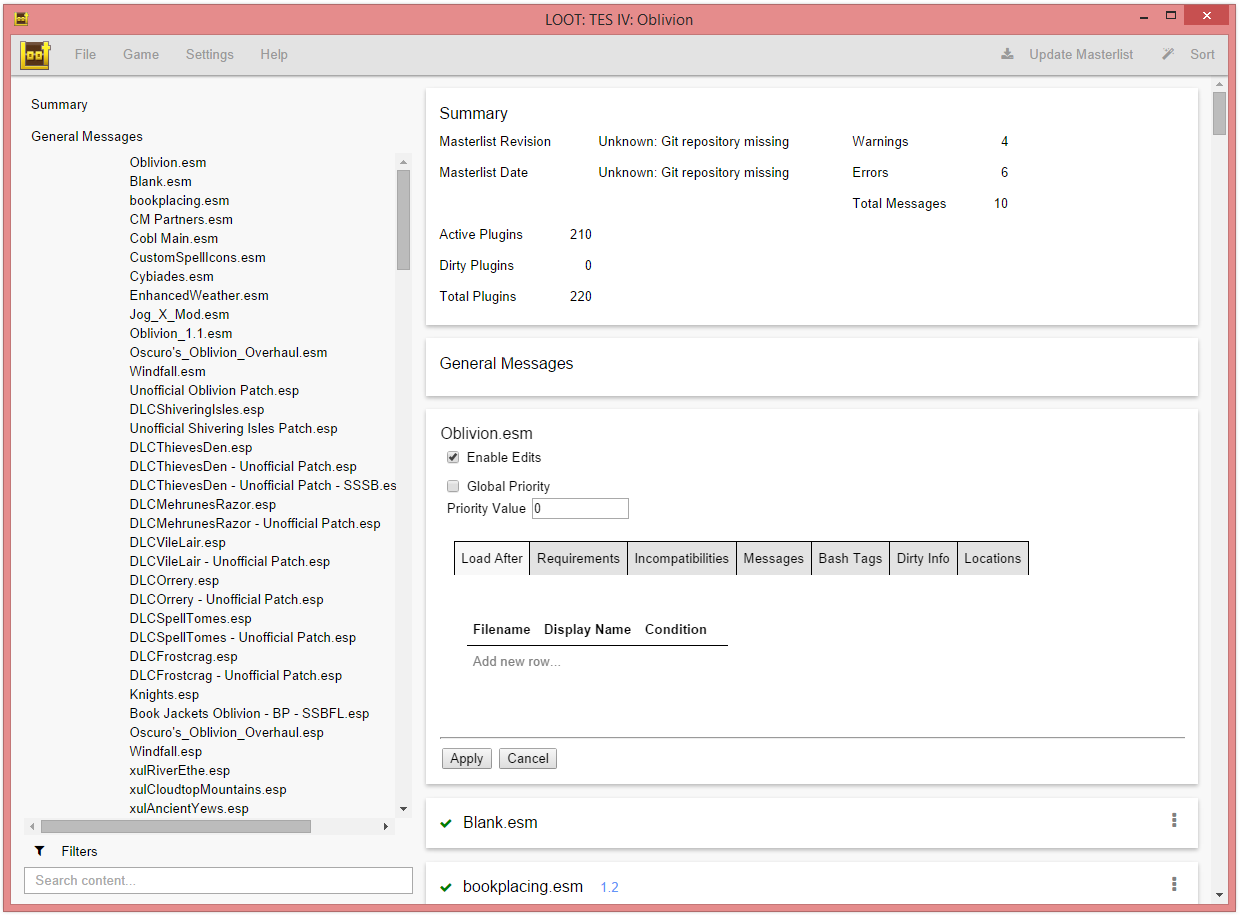 LOOT: TES IV: Oblivion
File Game Settings Help Update Masterlist Sort
Summary
General Messages
Oblivion.esm
Blank.esm
bookplacing.esm
CM Partners.esm
Cobl Main.esm
CustomSpellIcons.esm
Cybiades.esm
EnhancedWeather.esm
Jog_X_Mod.esm
Oblivion_1.1.esm
Oscuro's_Oblivion_Overhaul.esm
Windfall.esm
Unofficial Oblivion Patch.esp
DLCShiveringIsles.esp
Unofficial Shivering Isles Patch.esp
DLCThievesDen.esp
DLCThievesDen - Unofficial Patch.esp
DLCThievesDen - Unofficial Patch - SSSB.es
DLCMehrunesRazor.esp
DLCMehrunesRazor - Unofficial Patch.esp
DLCVileLair.esp
DLCVileLair - Unofficial Patch.esp
DLCOrrery.esp
DLCOrrery - Unofficial Patch.esp
DLCSpellTomes.esp
DLCSpellTomes - Unofficial Patch.esp
DLCFrostcrag.esp
DLCFrostcrag - Unofficial Patch.esp
Knights.esp
Book Jackets Oblivion - BP - SSBFL.esp
Oscuro's_Oblivion_Overhaul.esp
Windfall.esp
xulRiverEthe.esp
xulCloudtopMountains.esp
xulAncientYews.esp
Filters
Search content...
Summary
Masterlist Revision Unknown: Git repository missing Warnings 4
Masterlist Date Unknown: Git repository missing Errors 6
Total Messages 10
Active Plugins 210
Dirty Plugins 0
Total Plugins 220
General Messages
Oblivion.esm
Enable Edits
Global Priority
Priority Value 0
Load After Requirements Incompatibilities Messages Bash Tags Dirty Info Locations
Filename Display Name Condition
Add new row...
Apply Cancel
Blank.esm
bookplacing.esm 1.2